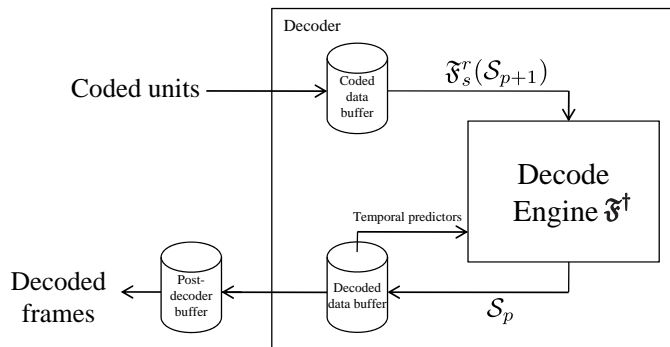 Decoder
Coded units
Coded
data
buffer
𝔉ʳₛ(𝒮ₚ₊₁)
Decode
Engine 𝔉†
Temporal predictors
Decoded
frames
Post-
decoder
buffer
Decoded
data buffer
𝒮ₚ